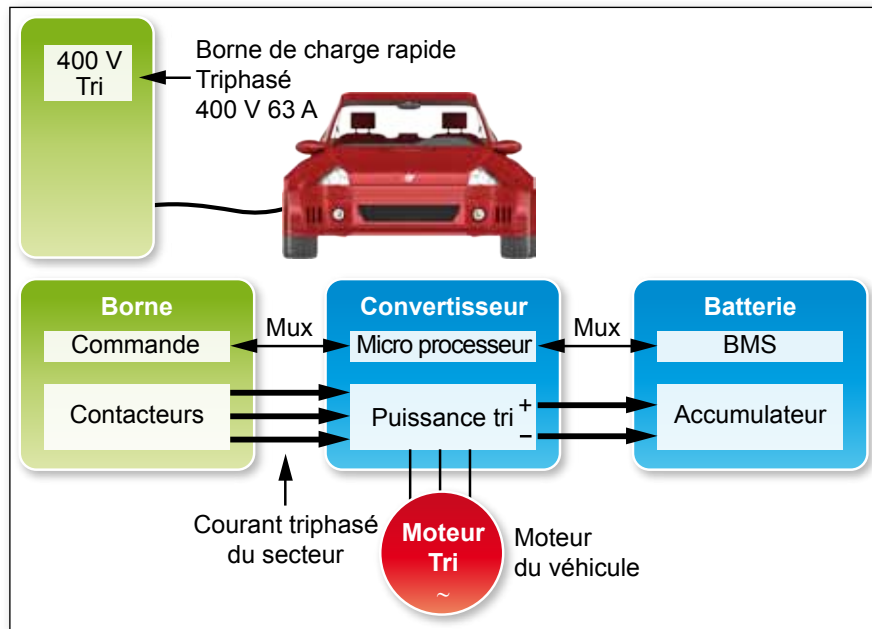 400 V
Tri
Borne de charge rapide
Triphasé
400 V 63 A
Borne
Commande
Contacteurs
Mux
Convertisseur
Micro processeur
Puissance tri
+
−
Mux
Batterie
BMS
Accumulateur
Courant triphasé
du secteur
Moteur
Tri
~
Moteur
du véhicule